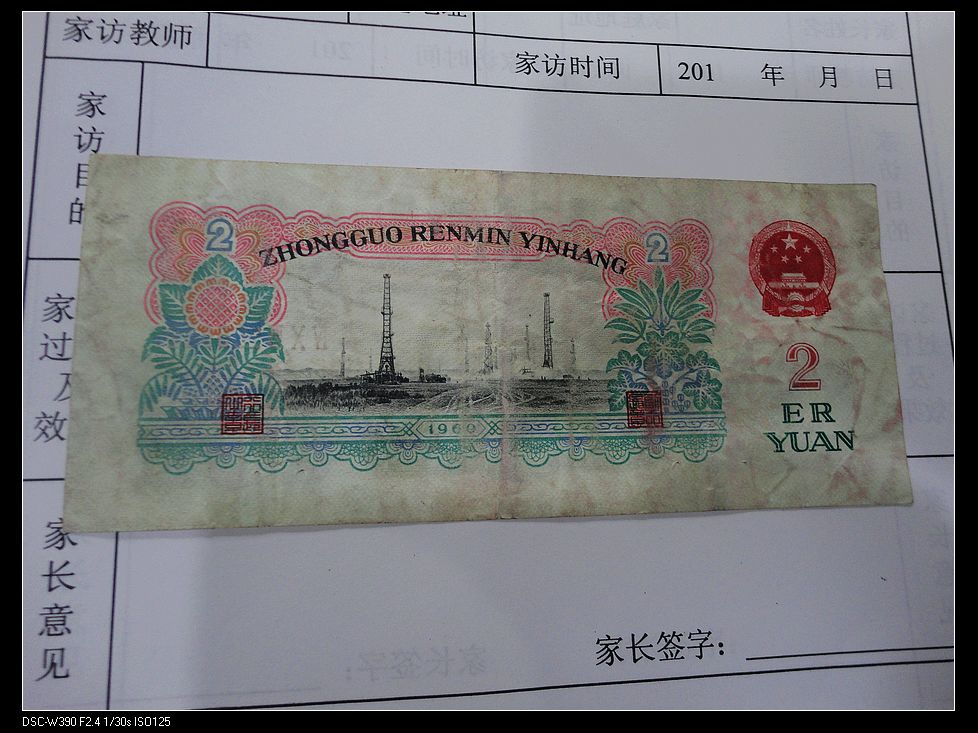 家访教师
家访时间
201 年 月 日
家访目的
2
ZHONGGUO RENMIN YINHANG
2
家过及效
2
ER
YUAN
1960
家长意见
家长签字：
DSC-W390 F2.4 1/30s ISO125